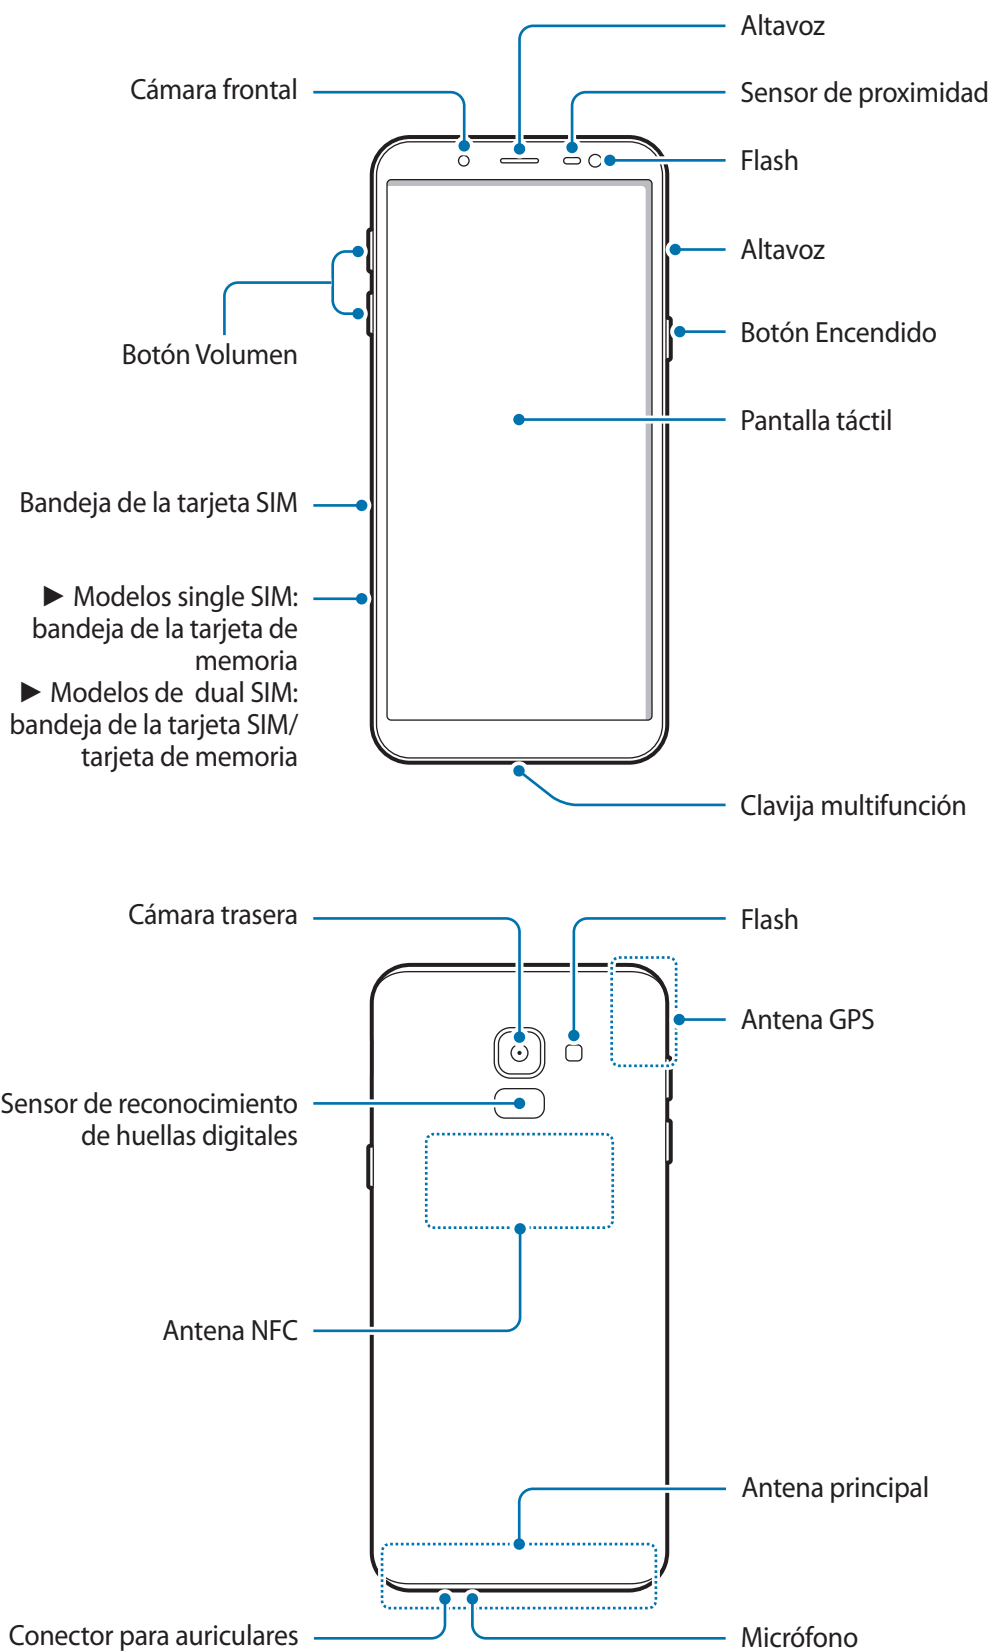 Altavoz
Cámara frontal
Sensor de proximidad
Flash
Altavoz
Botón Encendido
Botón Volumen
Pantalla táctil
Bandeja de la tarjeta SIM
► Modelos single SIM:
bandeja de la tarjeta de
memoria
► Modelos de dual SIM:
bandeja de la tarjeta SIM/
tarjeta de memoria
Clavija multifunción
Cámara trasera
Flash
Antena GPS
Sensor de reconocimiento
de huellas digitales
Antena NFC
Antena principal
Conector para auriculares
Micrófono